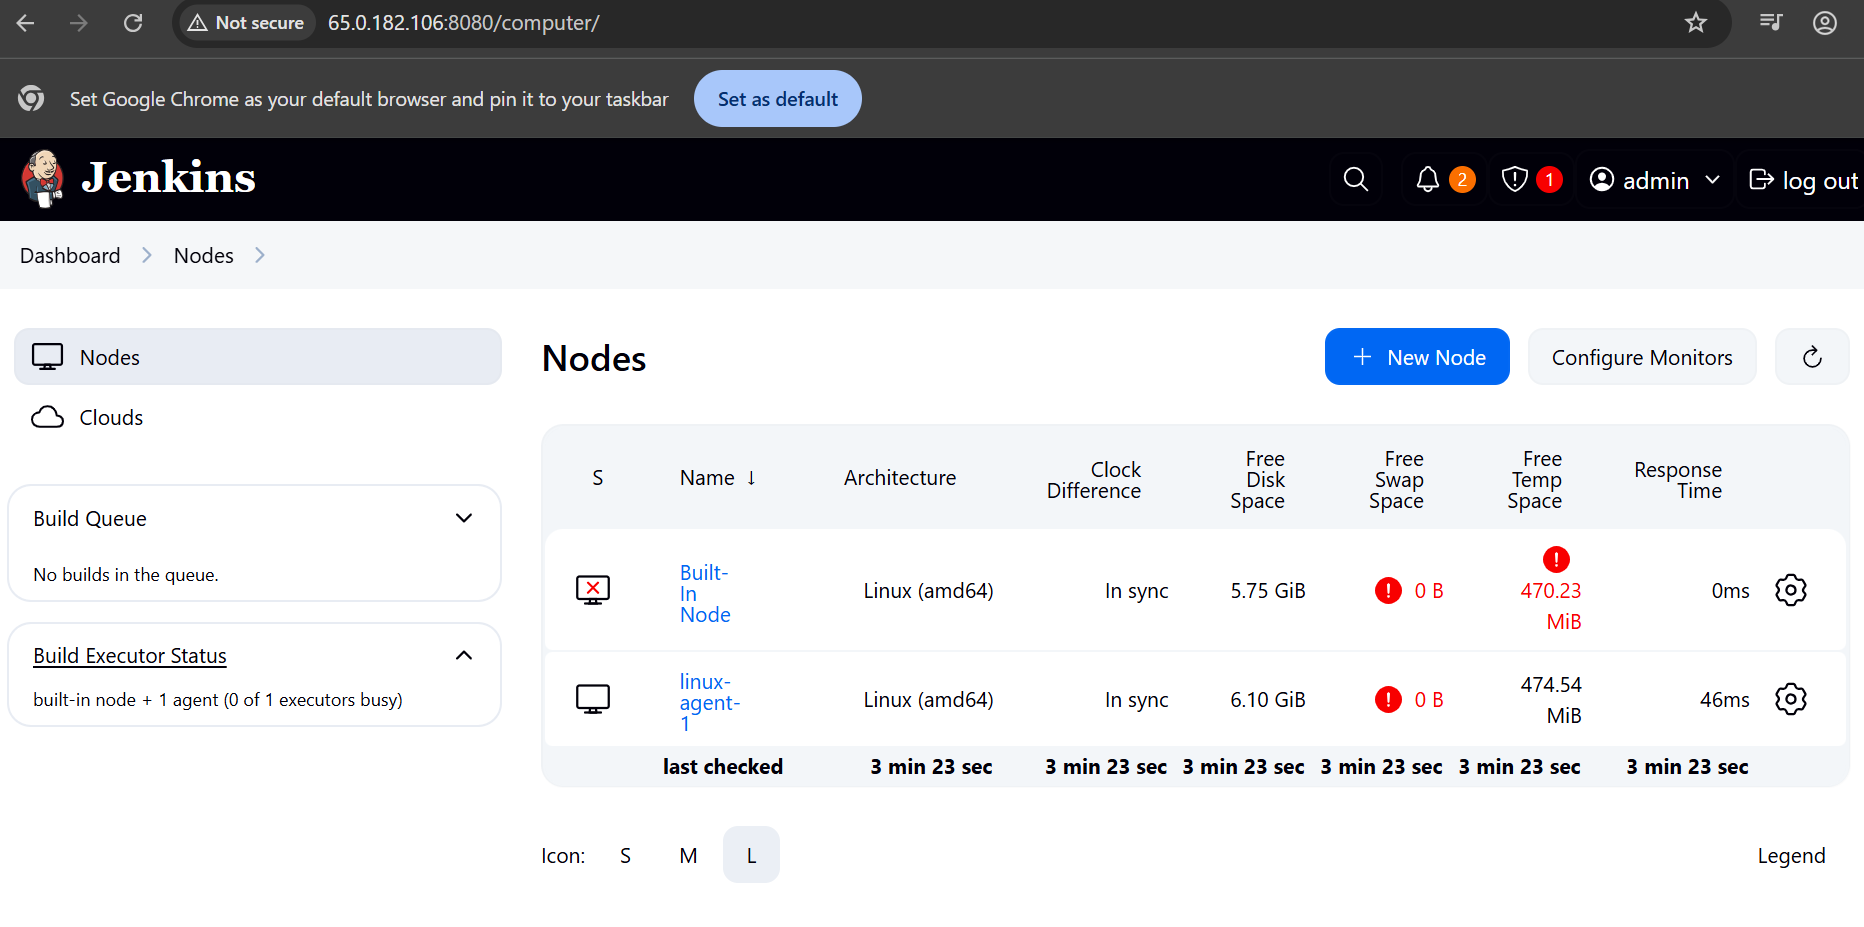 Not secure
65.0.182.106:8080/computer/
Set Google Chrome as your default browser and pin it to your taskbar
Set as default
Jenkins
2
1
admin
log out
Dashboard
Nodes
Nodes
Clouds
Build Queue
No builds in the queue.
Build Executor Status
built-in node + 1 agent (0 of 1 executors busy)
Nodes
+ New Node
Configure Monitors
S
Name ↓
Architecture
Clock
Difference
Free
Disk
Space
Free
Swap
Space
Free
Temp
Space
Response
Time
Built-
In
Node
Linux (amd64)
In sync
5.75 GiB
0 B
470.23
MiB
0ms
linux-
agent-
1
Linux (amd64)
In sync
6.10 GiB
0 B
474.54
MiB
46ms
last checked
3 min 23 sec
3 min 23 sec
3 min 23 sec
3 min 23 sec
3 min 23 sec
3 min 23 sec
Icon:
S
M
L
Legend